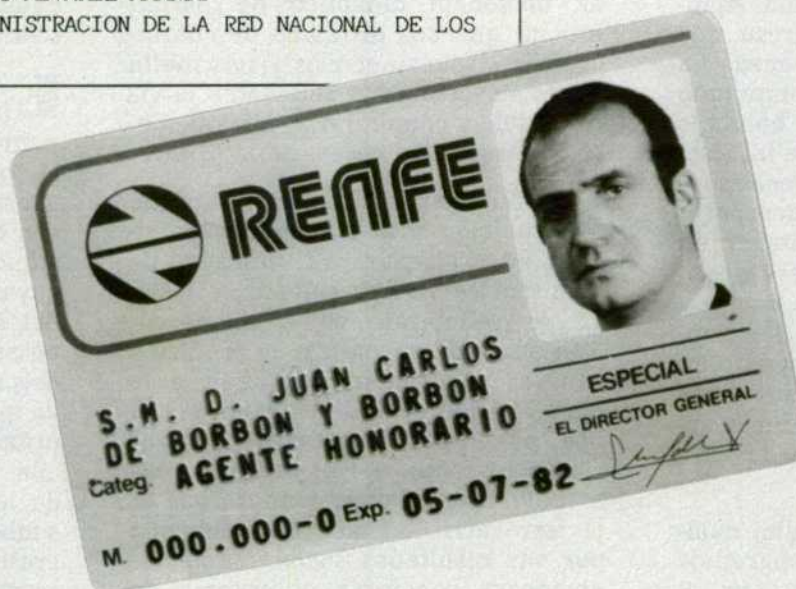 NISTRACION DE LA RED NACIONAL DE LOS
RENFE
S.M. D. JUAN CARLOS
DE BORBON Y BORBON
Categ. AGENTE HONORARIO
M. 000.000-0 Exp. 05-07-82
ESPECIAL
EL DIRECTOR GENERAL